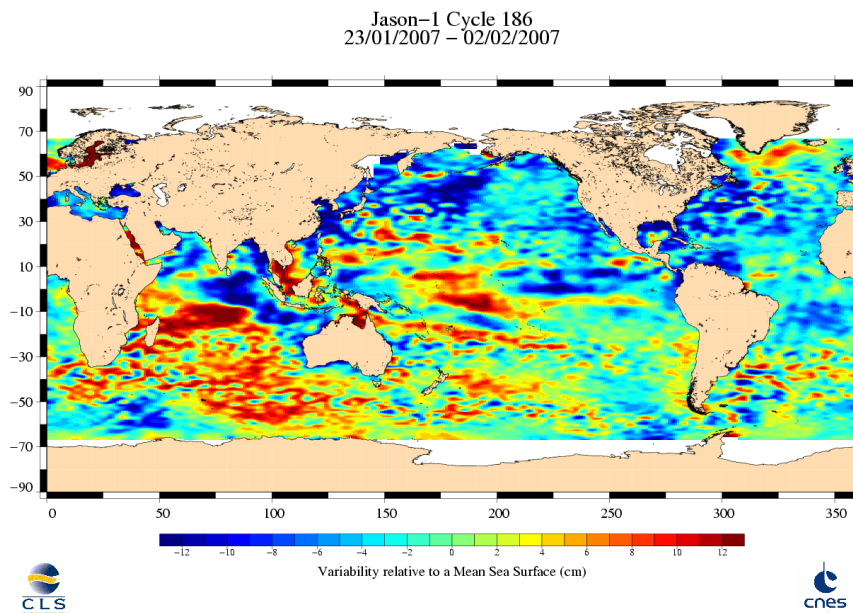 Jason−1 Cycle 186
23/01/2007 − 02/02/2007
90
70
50
30
10
−10
−30
−50
−70
−90
0 50 100 150 200 250 300 350
−12 −10 −8 −6 −4 −2 0 2 4 6 8 10 12
Variability relative to a Mean Sea Surface (cm)
CLS
cnes